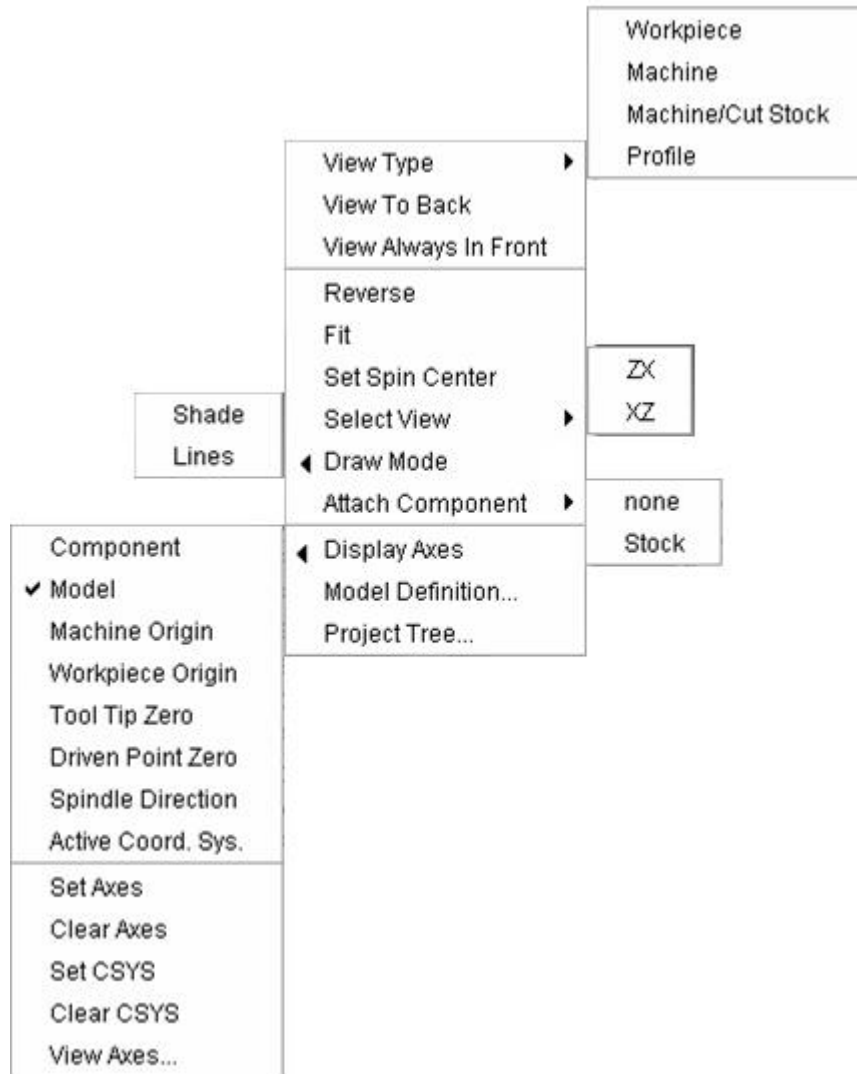 Workpiece
Machine
Machine/Cut Stock
Profile
View Type
View To Back
View Always In Front
Reverse
Fit
Set Spin Center
Select View
Draw Mode
Attach Component
Display Axes
Model Definition...
Project Tree...
ZX
XZ
Shade
Lines
none
Stock
Component
Model
Machine Origin
Workpiece Origin
Tool Tip Zero
Driven Point Zero
Spindle Direction
Active Coord. Sys.
Set Axes
Clear Axes
Set CSYS
Clear CSYS
View Axes...